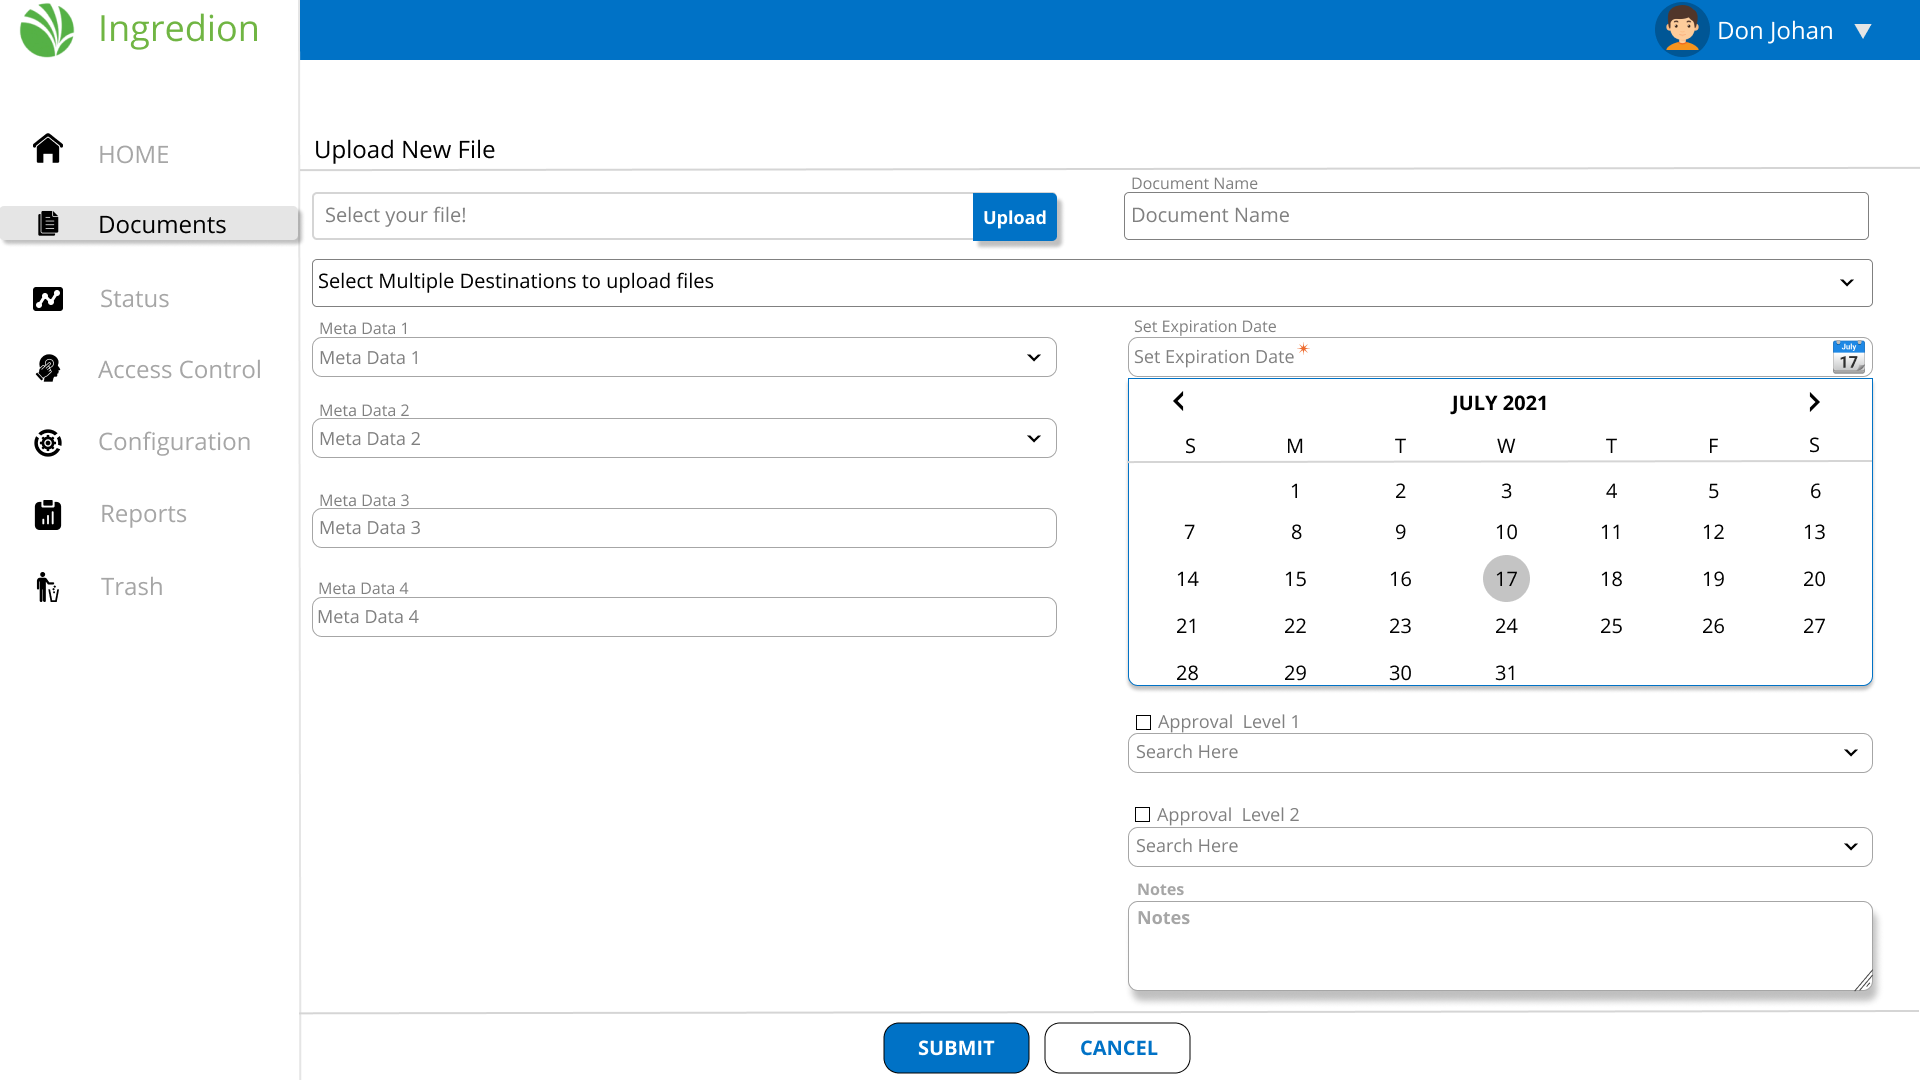 Ingredion
Don Johan
HOME
Documents
Status
Access Control
Configuration
Reports
Trash
Upload New File
Select your file!
Upload
Document Name
Document Name
Select Multiple Destinations to upload files
Meta Data 1
Meta Data 1
Meta Data 2
Meta Data 2
Meta Data 3
Meta Data 3
Meta Data 4
Meta Data 4
Set Expiration Date
Set Expiration Date *
July
17
JULY 2021
S M T W T F S
1 2 3 4 5 6
7 8 9 10 11 12 13
14 15 16 17 18 19 20
21 22 23 24 25 26 27
28 29 30 31
Approval Level 1
Search Here
Approval Level 2
Search Here
Notes
Notes
SUBMIT
CANCEL